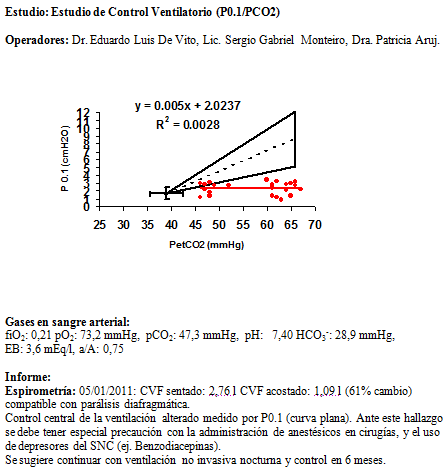 Estudio: Estudio de Control Ventilatorio (P0.1/PCO2)
Operadores: Dr. Eduardo Luis De Vito, Lic. Sergio Gabriel Monteiro, Dra. Patricia Aruj.
y = 0.005x + 2.0237
R² = 0.0028
P 0.1 (cmH2O)
12
11
10
9
8
7
6
5
4
3
2
1
0
25 30 35 40 45 50 55 60 65 70
PetCO2 (mmHg)
Gases en sangre arterial:
fiO₂: 0,21 pO₂: 73,2 mmHg, pCO₂: 47,3 mmHg, pH: 7,40 HCO₃⁻: 28,9 mmHg,
EB: 3,6 mEq/l, a/A: 0,75
Informe:
Espirometría: 05/01/2011: CVF sentado: 2,76 l CVF acostado: 1,09 l (61% cambio)
compatible con parálisis diafragmática.
Control central de la ventilación alterado medido por P0.1 (curva plana). Ante este hallazgo
se debe tener especial precaución con la administración de anestésicos en cirugías, y el uso
de depresores del SNC (ej. Benzodiacepinas).
Se sugiere continuar con ventilación no invasiva nocturna y control en 6 meses.